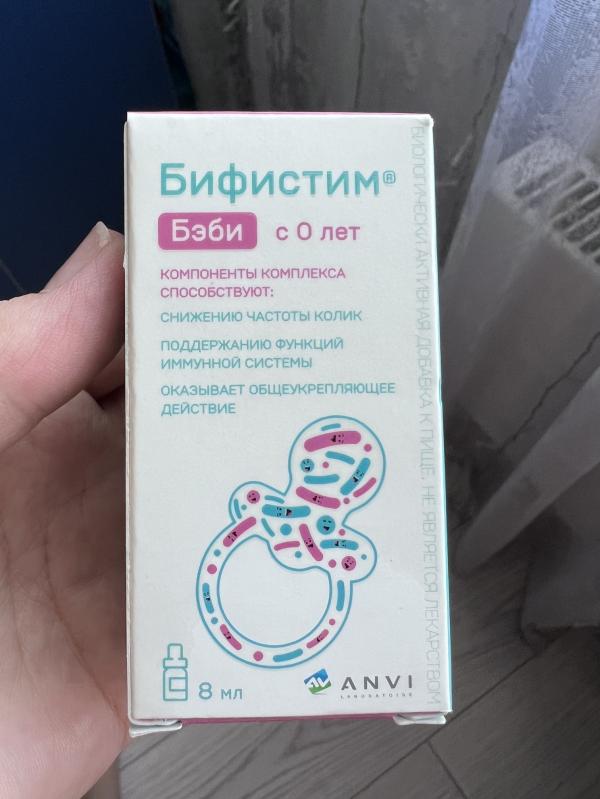 Бифистим®
Бэби с 0 лет
КОМПОНЕНТЫ КОМПЛЕКСА
СПОСОБСТВУЮТ:
СНИЖЕНИЮ ЧАСТОТЫ КОЛИК
ПОДДЕРЖАНИЮ ФУНКЦИЙ
ИММУННОЙ СИСТЕМЫ
ОКАЗЫВАЕТ ОБЩЕУКРЕПЛЯЮЩЕЕ
ДЕЙСТВИЕ
8 мл
ANVI
LABORATOIRE
БИОЛОГИЧЕСКИ АКТИВНАЯ ДОБАВКА К ПИЩЕ. НЕ ЯВЛЯЕТСЯ ЛЕКАРСТВОМ